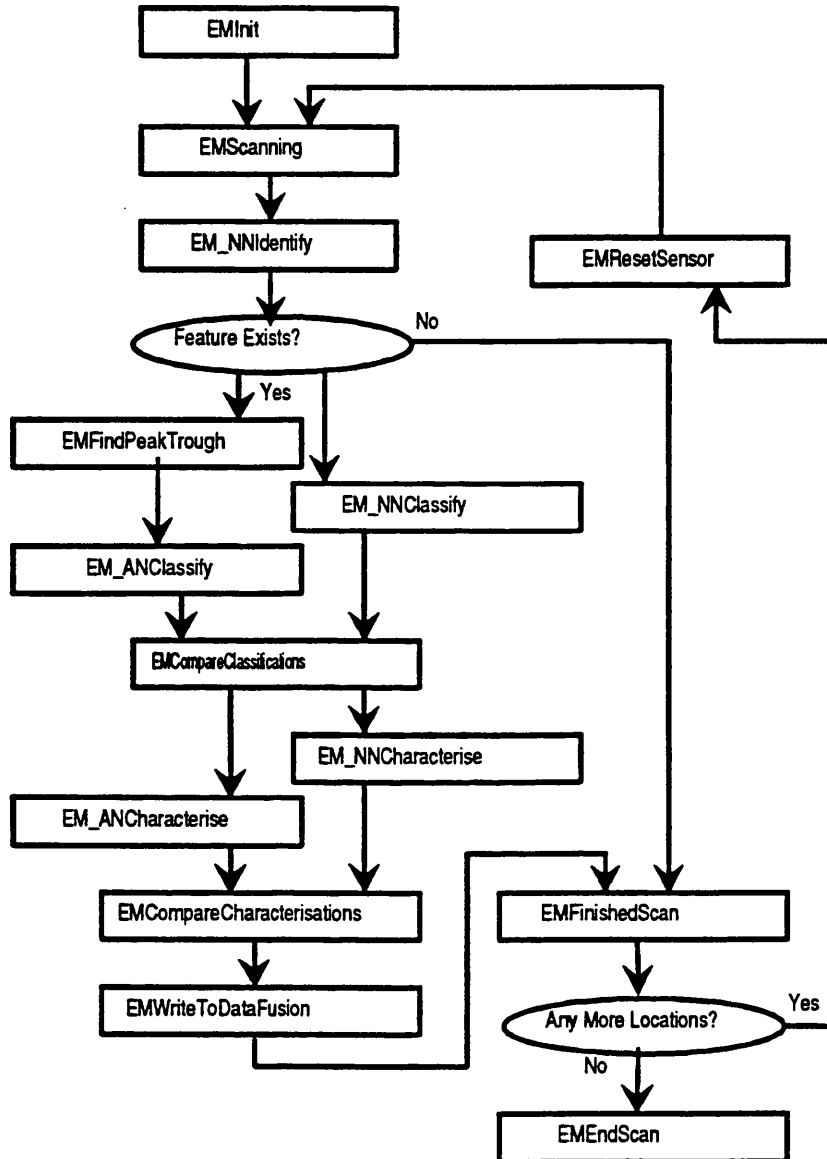 EMInit
EMScanning
EM_NNIdentify
EMResetSensor
Feature Exists?
No
Yes
EMFindPeakTrough
EM_NNClassify
EM_ANClassify
EMCompareClassifications
EM_NNCharacterise
EM_ANCharacterise
EMCompareCharacterisations
EMFinishedScan
EMWriteToDataFusion
Any More Locations?
Yes
No
EMEndScan